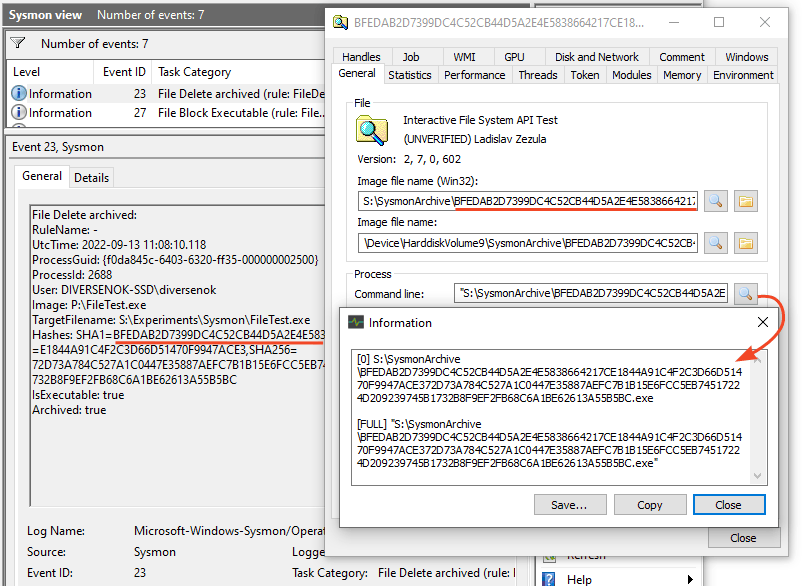 Sysmon view Number of events: 7
Number of events: 7
Level Event ID Task Category
Information 23 File Delete archived (rule: FileDe
Information 27 File Block Executable (rule: File...
Event 23, Sysmon
General Details
File Delete archived:
RuleName: -
UtcTime: 2022-09-13 11:08:10.118
ProcessGuid: {f0da845c-6403-6320-ff35-000000002500}
ProcessId: 2688
User: DIVERSENOK-SSD\diversenok
Image: P:\FileTest.exe
TargetFilename: S:\Experiments\Sysmon\FileTest.exe
Hashes: SHA1=BFEDAB2D7399DC4C52CB44D5A2E4E583
=E1844A91C4F2C3D66D51470F9947ACE3,SHA256=
72D73A784C527A1C0447E35887AEFC7B1B15E6FCC5EB74
732B8F9EF2FB68C6A1BE62613A55B5BC
IsExecutable: true
Archived: true
Log Name: Microsoft-Windows-Sysmon/Operat
Source: Sysmon Logge
Event ID: 23 Task Category: File Delete archived (rule: 
BFEDAB2D7399DC4C52CB44D5A2E4E5838664217CE18...
Handles Job WMI GPU Disk and Network Comment Windows
General Statistics Performance Threads Token Modules Memory Environment
File
Interactive File System API Test
(UNVERIFIED) Ladislav Zezula
Version: 2, 7, 0, 602
Image file name (Win32):
S:\SysmonArchive\BFEDAB2D7399DC4C52CB44D5A2E4E5838664217
Image file name:
\Device\HarddiskVolume9\SysmonArchive\BFEDAB2D7399DC4C52CB4
Process
Command line: "S:\SysmonArchive\BFEDAB2D7399DC4C52CB44D5A2E
Information
[0] S:\SysmonArchive
\BFEDAB2D7399DC4C52CB44D5A2E4E5838664217CE1844A91C4F2C3D66D51
470F9947ACE372D73A784C527A1C0447E35887AEFC7B1B15E6FCC5EB7451722
4D209239745B1732B8F9EF2FB68C6A1BE62613A55B5BC.exe
[FULL] "S:\SysmonArchive
\BFEDAB2D7399DC4C52CB44D5A2E4E5838664217CE1844A91C4F2C3D66D51
470F9947ACE372D73A784C527A1C0447E35887AEFC7B1B15E6FCC5EB7451722
4D209239745B1732B8F9EF2FB68C6A1BE62613A55B5BC.exe"
Save... Copy Close
Close
Refresh
Help